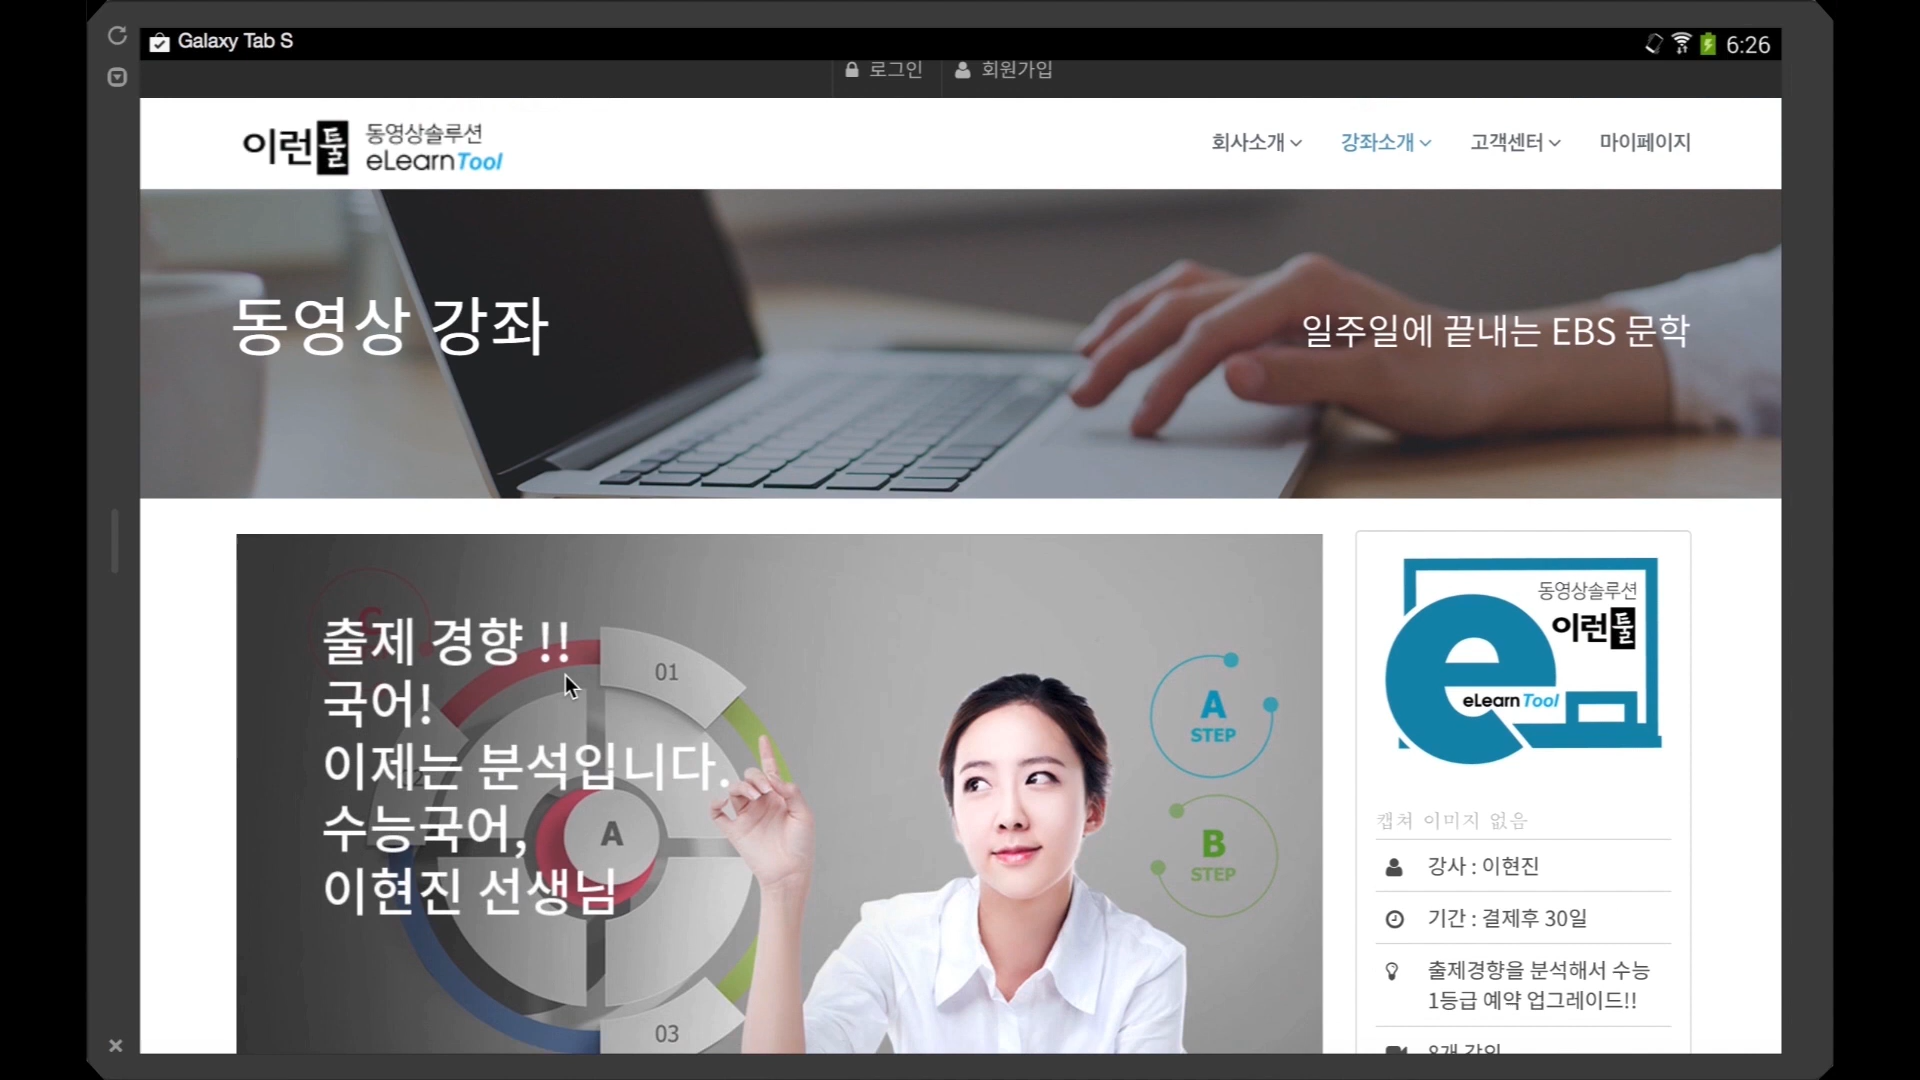 Galaxy Tab S
6:26
로그인
회원가입
이런툴
동영상솔루션
eLearnTool
회사소개
강좌소개
고객센터
마이페이지
동영상 강좌
일주일에 끝내는 EBS 문학
출제 경향 !!
국어!
이제는 분석입니다.
수능국어,
이현진 선생님
01
A
03
A
STEP
B
STEP
동영상솔루션
이런툴
eLearnTool
캡쳐 이미지 없음
강사 : 이현진
기간 : 결제후 30일
출제경향을 분석해서 수능
1등급 예약 업그레이드!!
8개 강의